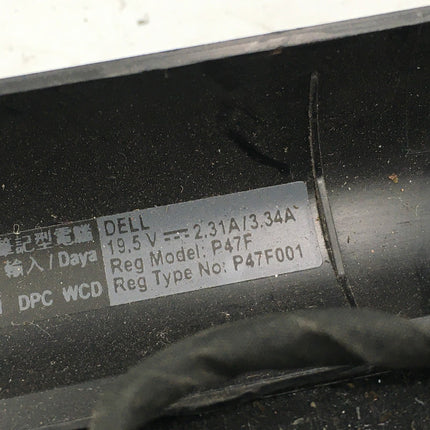 DELL
19.5 V ⎓ 2.31A/3.34A
Reg Model: P47F
Reg Type No: P47F001
記型電腦
輸入/Daya
DPC WCD